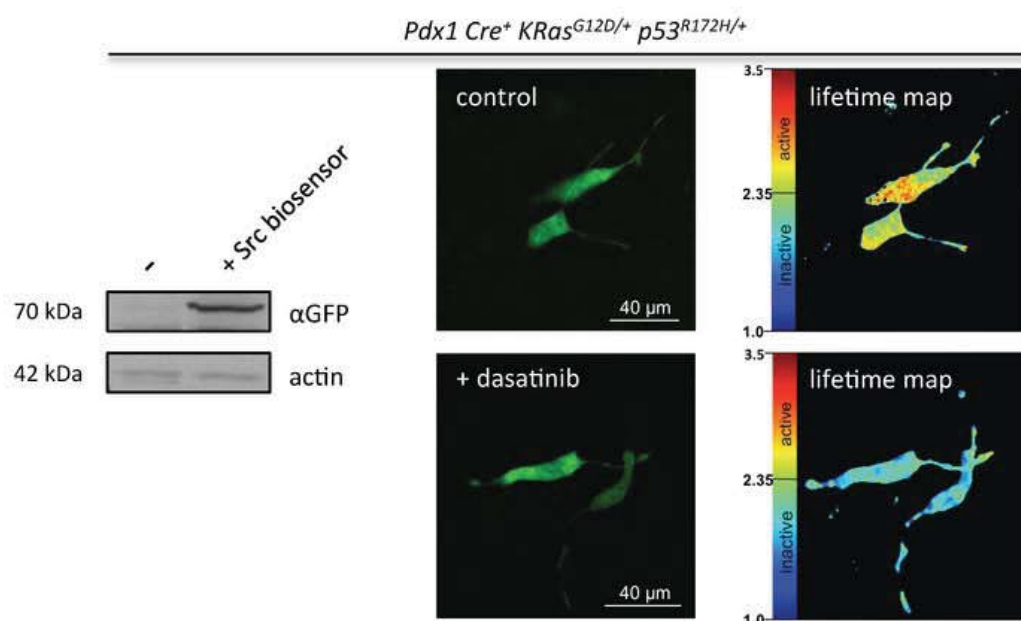 Pdx1 Cre⁺ KRas^G12D/+ p53^R172H/+
-
+ Src biosensor
70 kDa
αGFP
42 kDa
actin
control
40 µm
3.5
active
2.35
inactive
1.0
lifetime map
+ dasatinib
40 µm
3.5
active
2.35
inactive
1.0
lifetime map